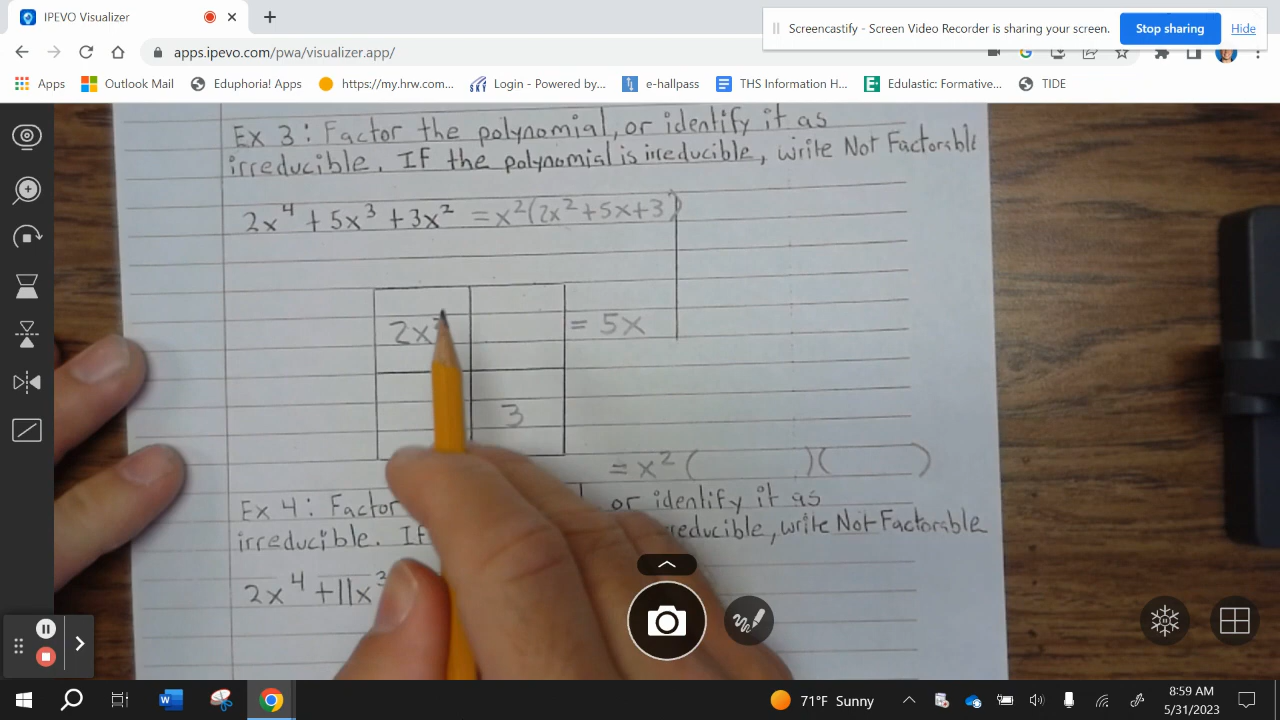 IPEVO Visualizer
Screencastify - Screen Video Recorder is sharing your screen. Stop sharing Hide
apps.ipevo.com/pwa/visualizer.app/
Apps Outlook Mail Eduphoria! Apps https://my.hrw.com... Login - Powered by... e-hallpass THS Information H... Edulastic: Formative... TIDE
Ex 3: Factor the polynomial, or identify it as
irreducible. If the polynomial is irreducible, write Not Factorable
2x⁴ + 5x³ + 3x² = x²(2x² + 5x + 3)
2x² = 5x
3
= x² ( )( )
Ex 4: Factor or identify it as
irreducible. If write Not Factorable
2x⁴ + 11x³
71°F Sunny
8:59 AM
5/31/2023